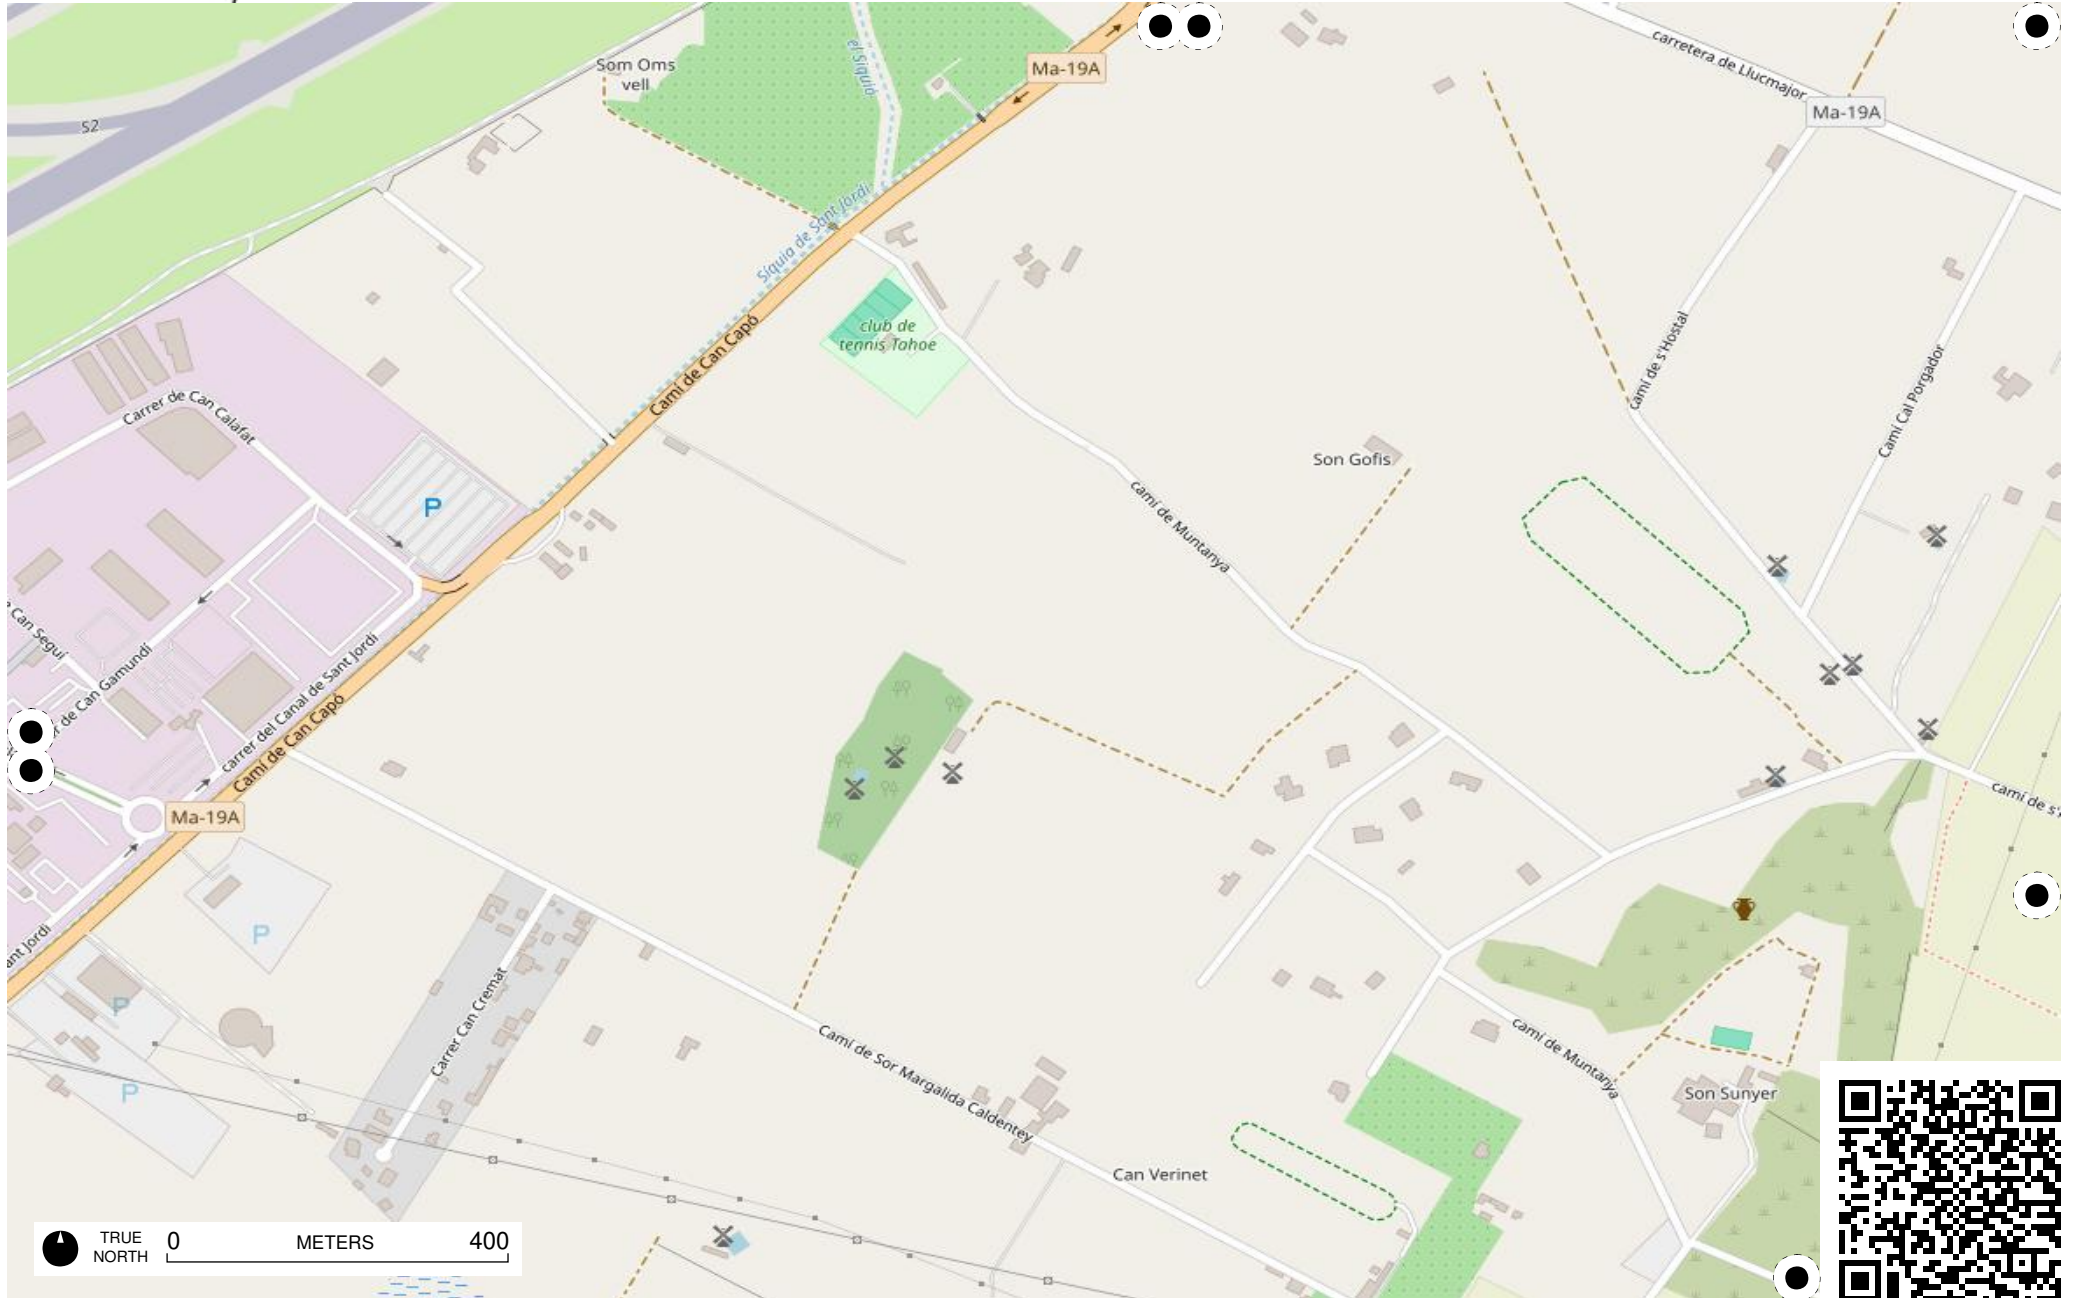 Som Oms
vell
el Siquió
Ma-19A
carretera de Llucmajor
Ma-19A
S2
Síquia de Sant Jordi
club de
tennis Tahoe
Camí de Can Capó
camí de s'Hostal
Camí Cal Porgador
Carrer de Can Calafat
P
Son Gofis
camí de Muntanya
Can Seguí
de Can Gamundi
carrer del Canal de Sant Jordi
Camí de Can Capó
Ma-19A
camí de s'
P
ant Jordi
P
Carrer Can Cremat
P
Camí de Sor Margalida Caldentey
camí de Muntanya
Son Sunyer
Can Verinet
TRUE
NORTH
0 METERS 400